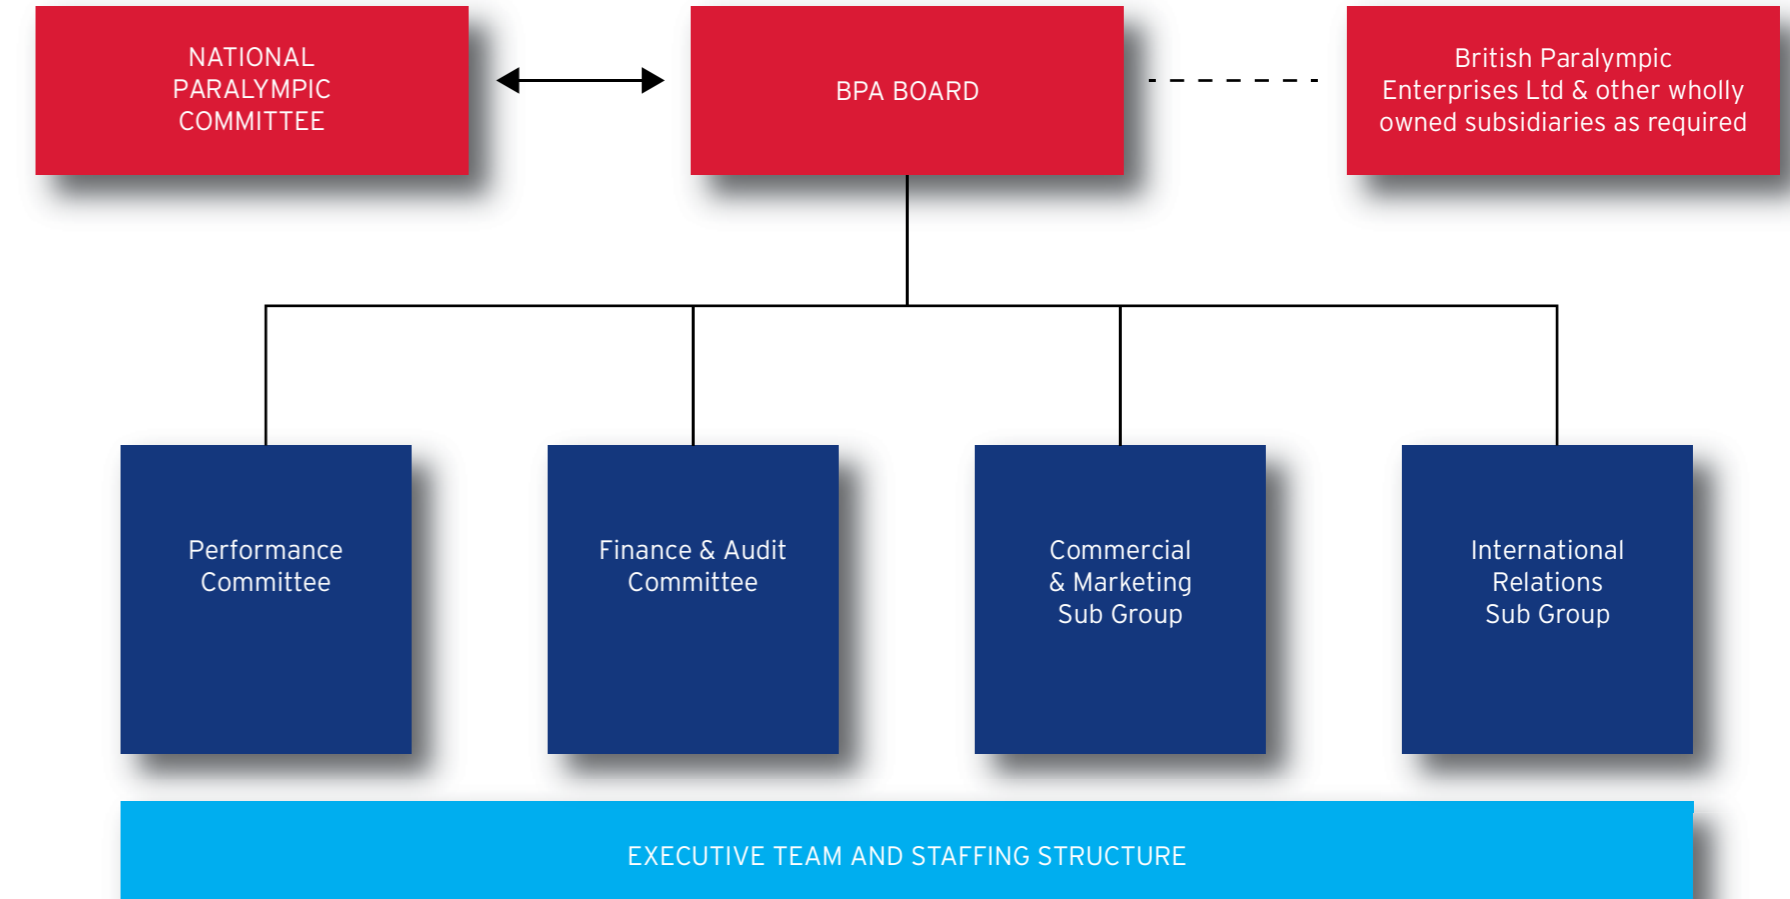 NATIONAL
PARALYMPIC
COMMITTEE
BPA BOARD
British Paralympic
Enterprises Ltd & other wholly
owned subsidiaries as required
Performance
Committee
Finance & Audit
Committee
Commercial
& Marketing
Sub Group
International
Relations
Sub Group
EXECUTIVE TEAM AND STAFFING STRUCTURE